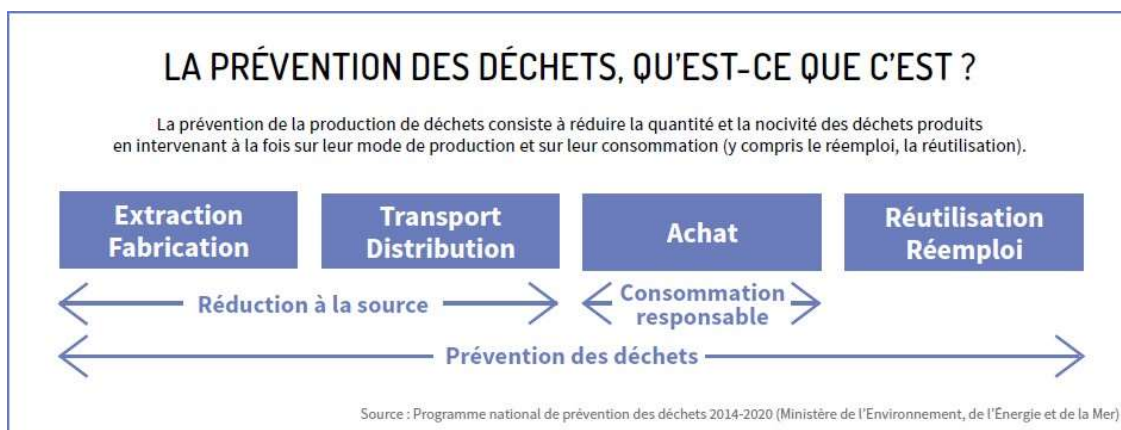 LA PRÉVENTION DES DÉCHETS, QU'EST-CE QUE C'EST ?
La prévention de la production de déchets consiste à réduire la quantité et la nocivité des déchets produits
en intervenant à la fois sur leur mode de production et sur leur consommation (y compris le réemploi, la réutilisation).
Extraction
Fabrication
Transport
Distribution
Achat
Réutilisation
Réemploi
Réduction à la source
Consommation
responsable
Prévention des déchets
Source : Programme national de prévention des déchets 2014-2020 (Ministère de l'Environnement, de l'Énergie et de la Mer)